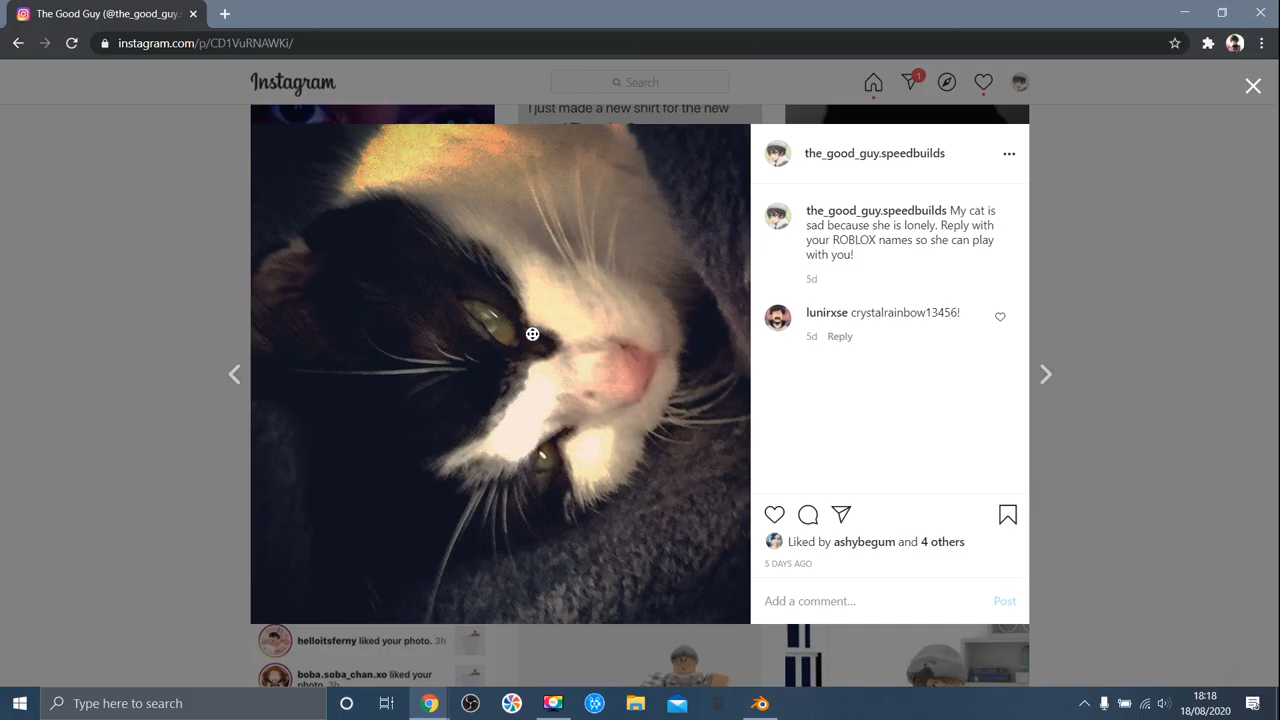 The Good Guy (@the_good_guy.
instagram.com/p/CD1VuRNAWKi/
Instagram
Search
1
I just made a new shirt for the new
the_good_guy.speedbuilds
the_good_guy.speedbuilds My cat is
sad because she is lonely. Reply with
your ROBLOX names so she can play
with you!
5d
lunirxse crystalrainbow13456!
5d Reply
Liked by ashybegum and 4 others
5 DAYS AGO
Add a comment... Post
helloitsferny liked your photo. 3h
boba.soba_chan.xo liked your
photo. 3h
Type here to search
18:18
18/08/2020